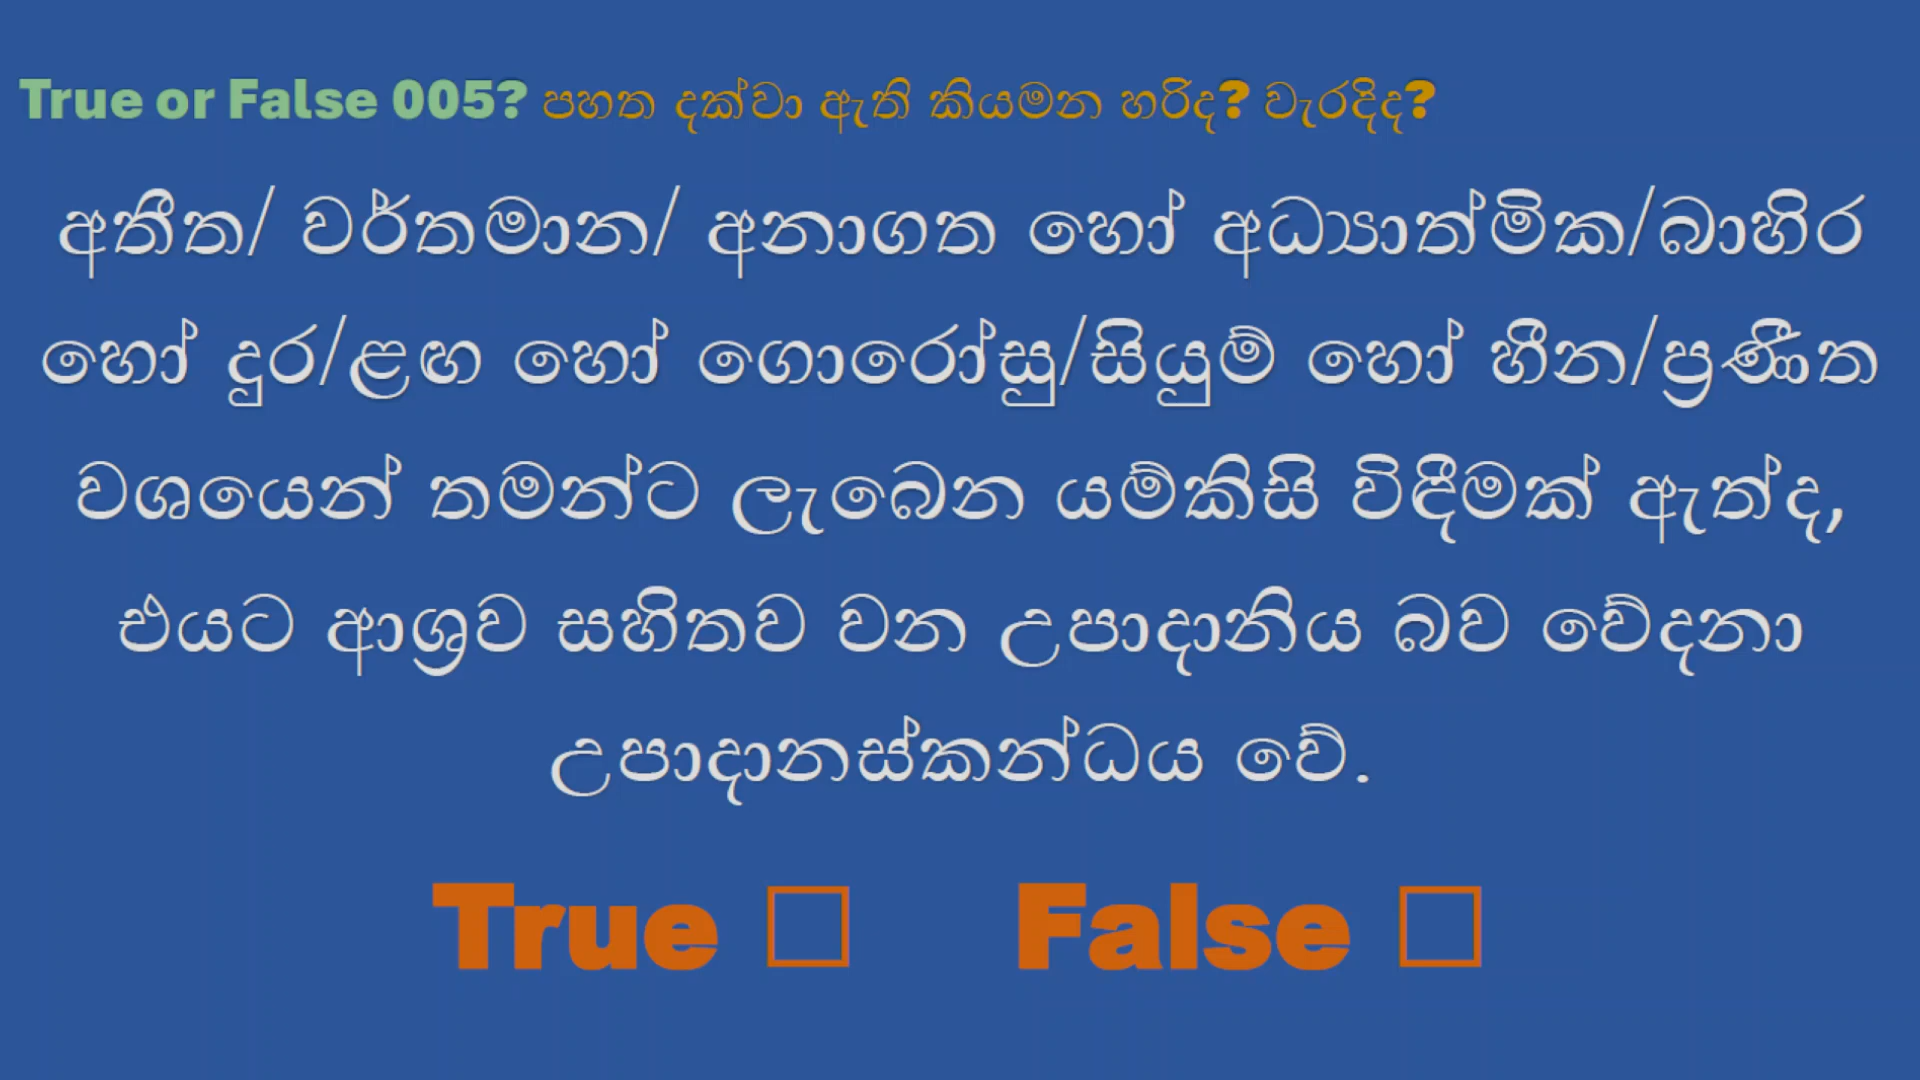 True or False 005? පහත දක්වා ඇති කියමන හරිද? වැරදිද?
අතීත/ වර්තමාන/ අනාගත හෝ අධ්‍යාත්මික/බාහිර
හෝ දුර/ළඟ හෝ ගොරෝසු/සියුම් හෝ හීන/ප්‍රණීත
වශයෙන් තමන්ට ලැබෙන යම්කිසි විඳීමක් ඇත්ද,
එයට ආශ්‍රව සහිතව වන උපාදානිය බව වේදනා
උපාදානස්කන්ධය වේ.
True □ False □